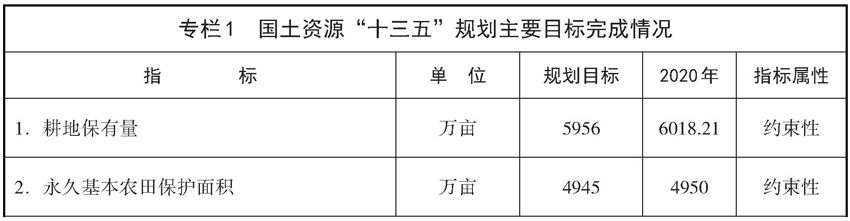 专栏1 国土资源“十三五”规划主要目标完成情况
指 标 单 位 规划目标 2020年 指标属性
1. 耕地保有量 万亩 5956 6018.21 约束性
2. 永久基本农田保护面积 万亩 4945 4950 约束性